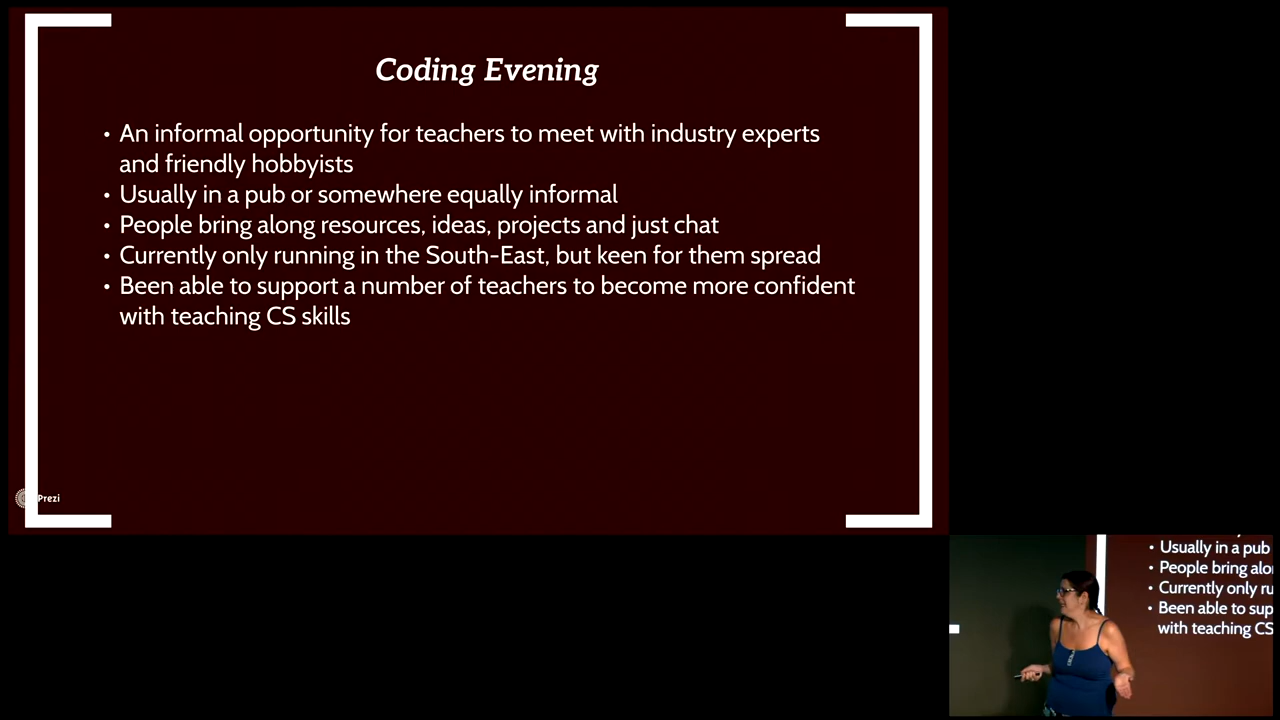 Coding Evening
• An informal opportunity for teachers to meet with industry experts
and friendly hobbyists
• Usually in a pub or somewhere equally informal
• People bring along resources, ideas, projects and just chat
• Currently only running in the South-East, but keen for them spread
• Been able to support a number of teachers to become more confident
with teaching CS skills
Prezi
• Usually in a pub
• People bring alo
• Currently only ru
• Been able to sup
with teaching CS